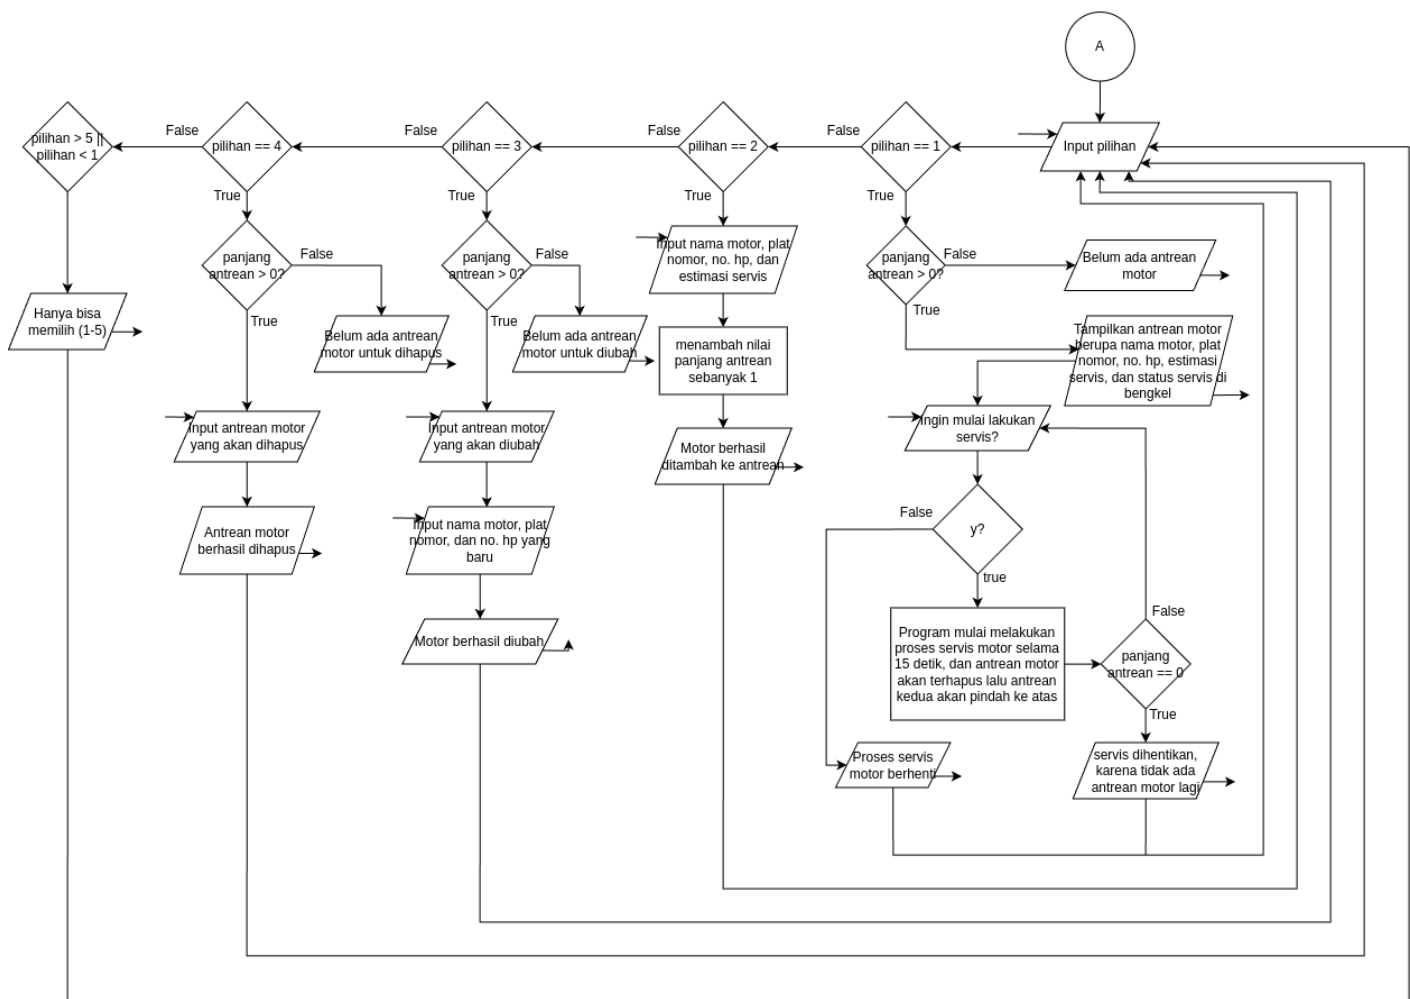 A
Input pilihan
pilihan == 1
False
pilihan == 2
False
pilihan == 3
False
pilihan == 4
False
pilihan > 5 ||
pilihan < 1
Hanya bisa
memilih (1-5)
True
panjang
antrean > 0?
False
Belum ada antrean
motor untuk dihapus
True
Input antrean motor
yang akan dihapus
Antrean motor
berhasil dihapus
True
panjang
antrean > 0?
False
Belum ada antrean
motor untuk diubah
True
Input antrean motor
yang akan diubah
Input nama motor, plat
nomor, dan no. hp yang
baru
Motor berhasil diubah
True
Input nama motor, plat
nomor, no. hp, dan
estimasi servis
menambah nilai
panjang antrean
sebanyak 1
Motor berhasil
ditambah ke antrean
True
panjang
antrean > 0?
False
Belum ada antrean
motor
True
Tampilkan antrean motor
berupa nama motor, plat
nomor, no. hp, estimasi
servis, dan status servis di
bengkel
Ingin mulai lakukan
servis?
y?
False
true
Program mulai melakukan
proses servis motor selama
15 detik, dan antrean motor
akan terhapus lalu antrean
kedua akan pindah ke atas
panjang
antrean == 0
False
True
servis dihentikan,
karena tidak ada
antrean motor lagi
Proses servis
motor berhenti